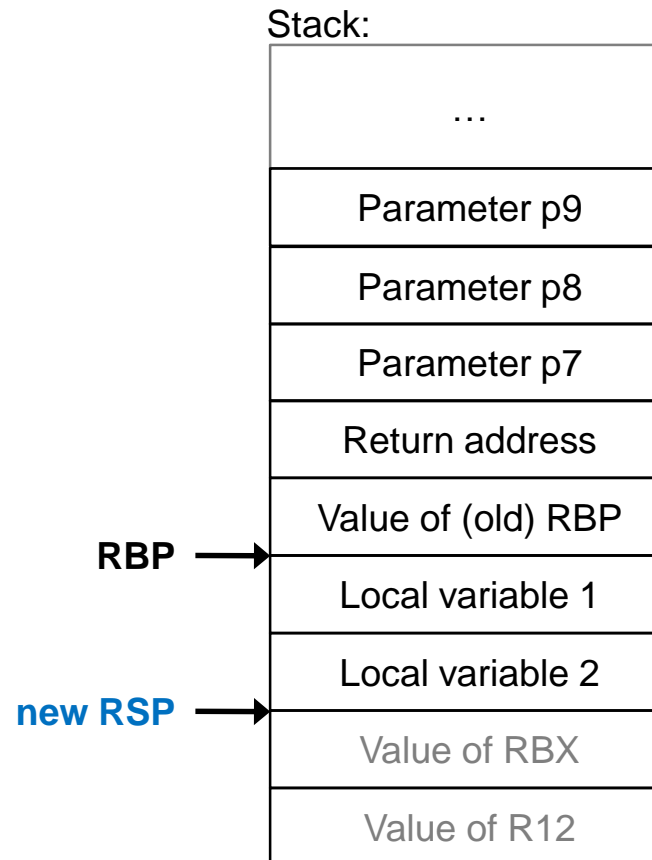 Stack:
…
Parameter p9
Parameter p8
Parameter p7
Return address
Value of (old) RBP
RBP
Local variable 1
Local variable 2
new RSP
Value of RBX
Value of R12